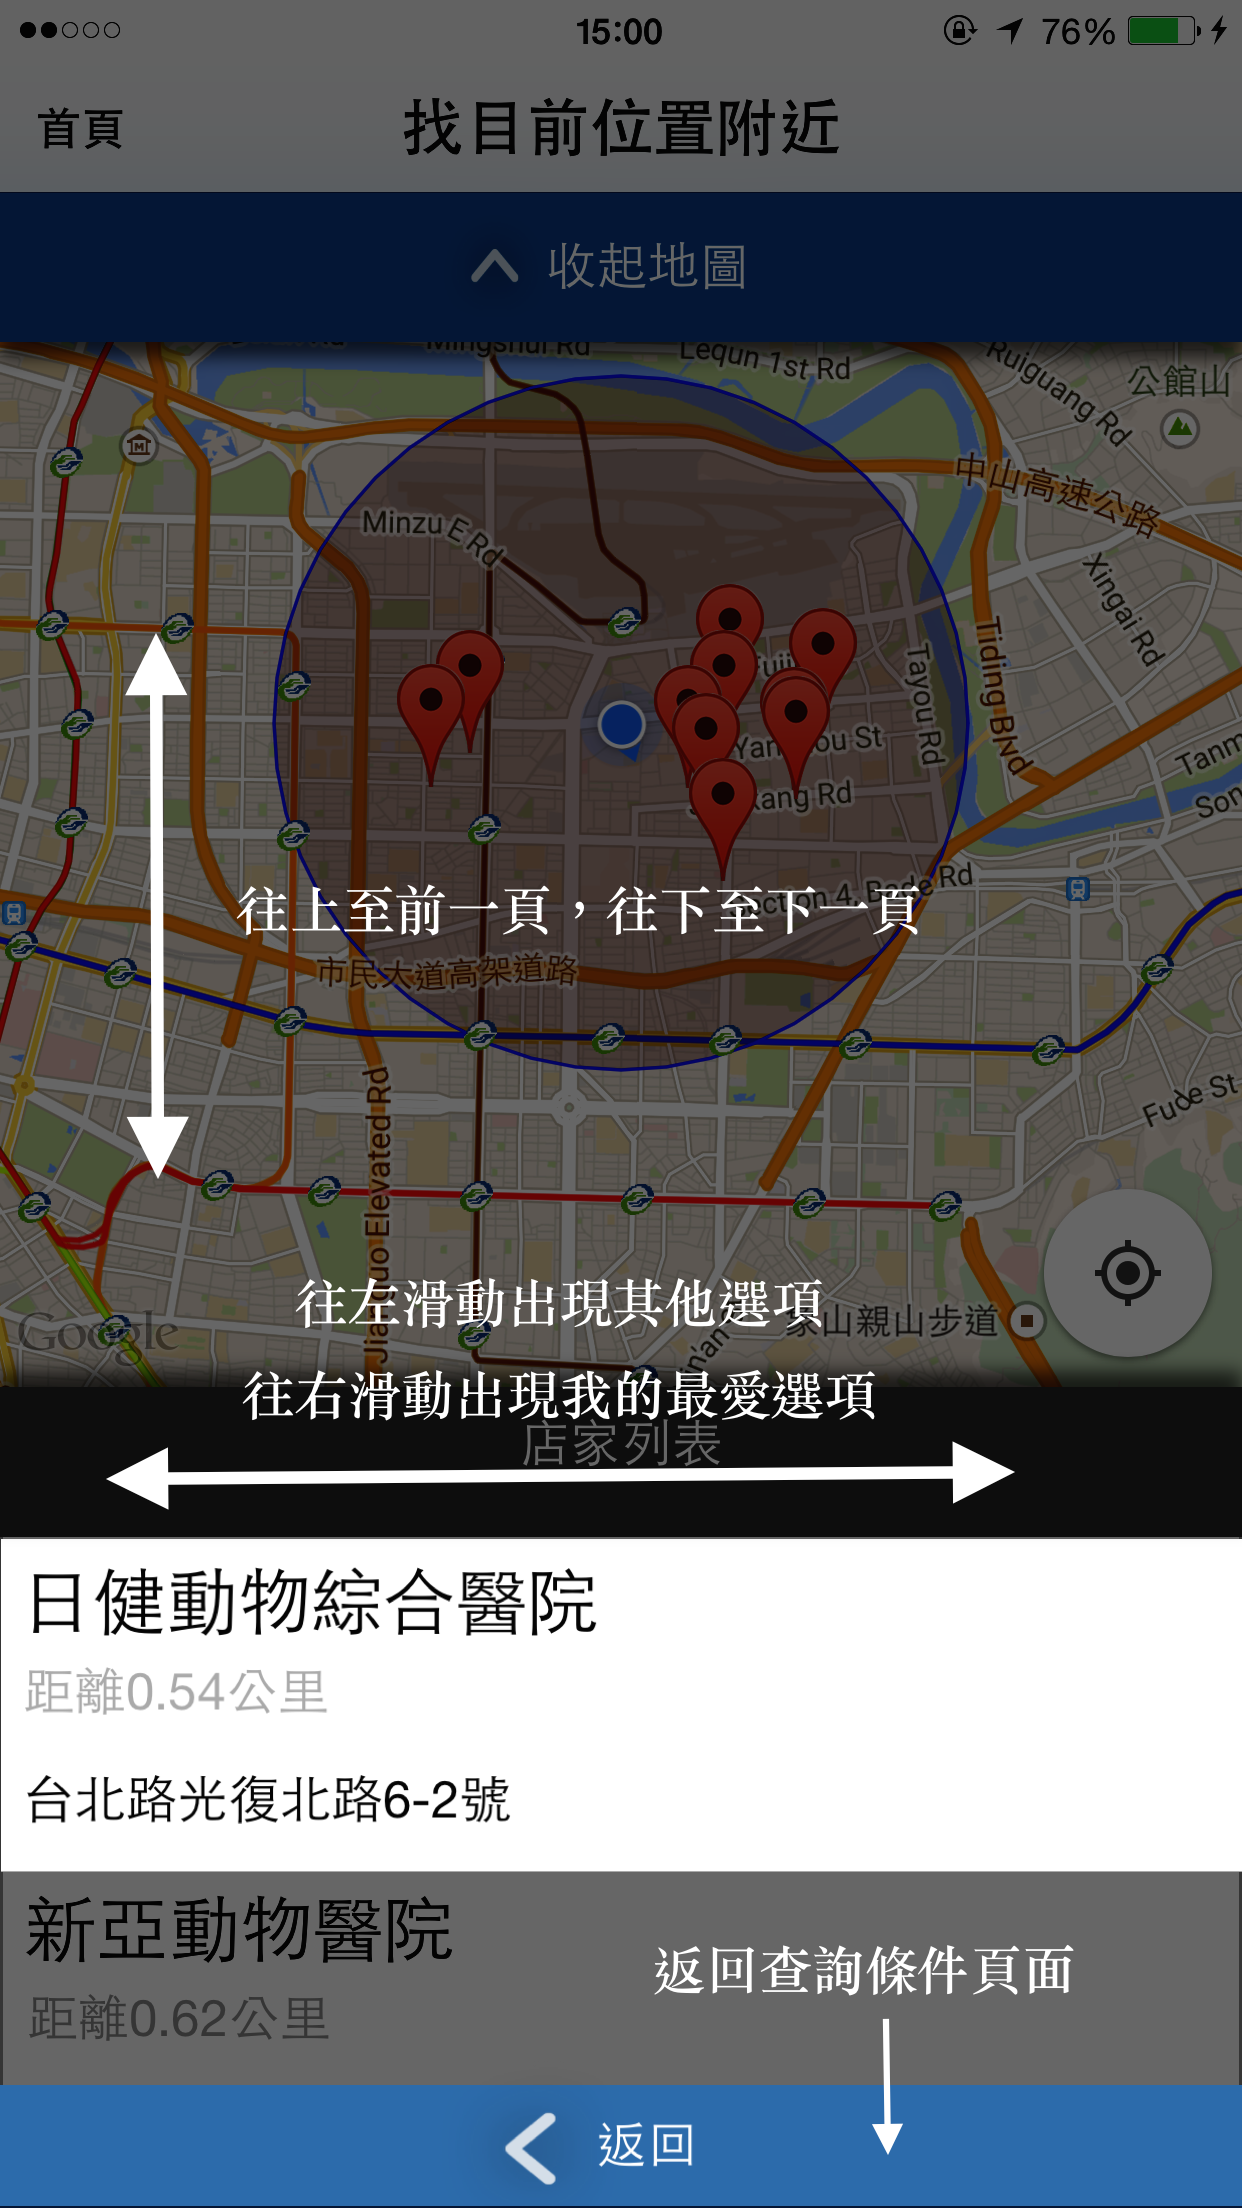 15:00
76%
首頁
找目前位置附近
收起地圖
Mingshui Rd
Lequn 1st Rd
Ruiguang Rd
公館山
中山高速公路
Minzu E Rd
Xingai Rd
Tayou Rd
Tiding Blvd
Yanshou St
Kang Rd
Section 4, Bade Rd
往上至前一頁，往下至下一頁
市民大道高架道路
Jianguo Elevated Rd
Fude St
往左滑動出現其他選項
象山親山步道
Google
往右滑動出現我的最愛選項
店家列表
日健動物綜合醫院
距離0.54公里
台北路光復北路6-2號
新亞動物醫院
距離0.62公里
返回查詢條件頁面
返回